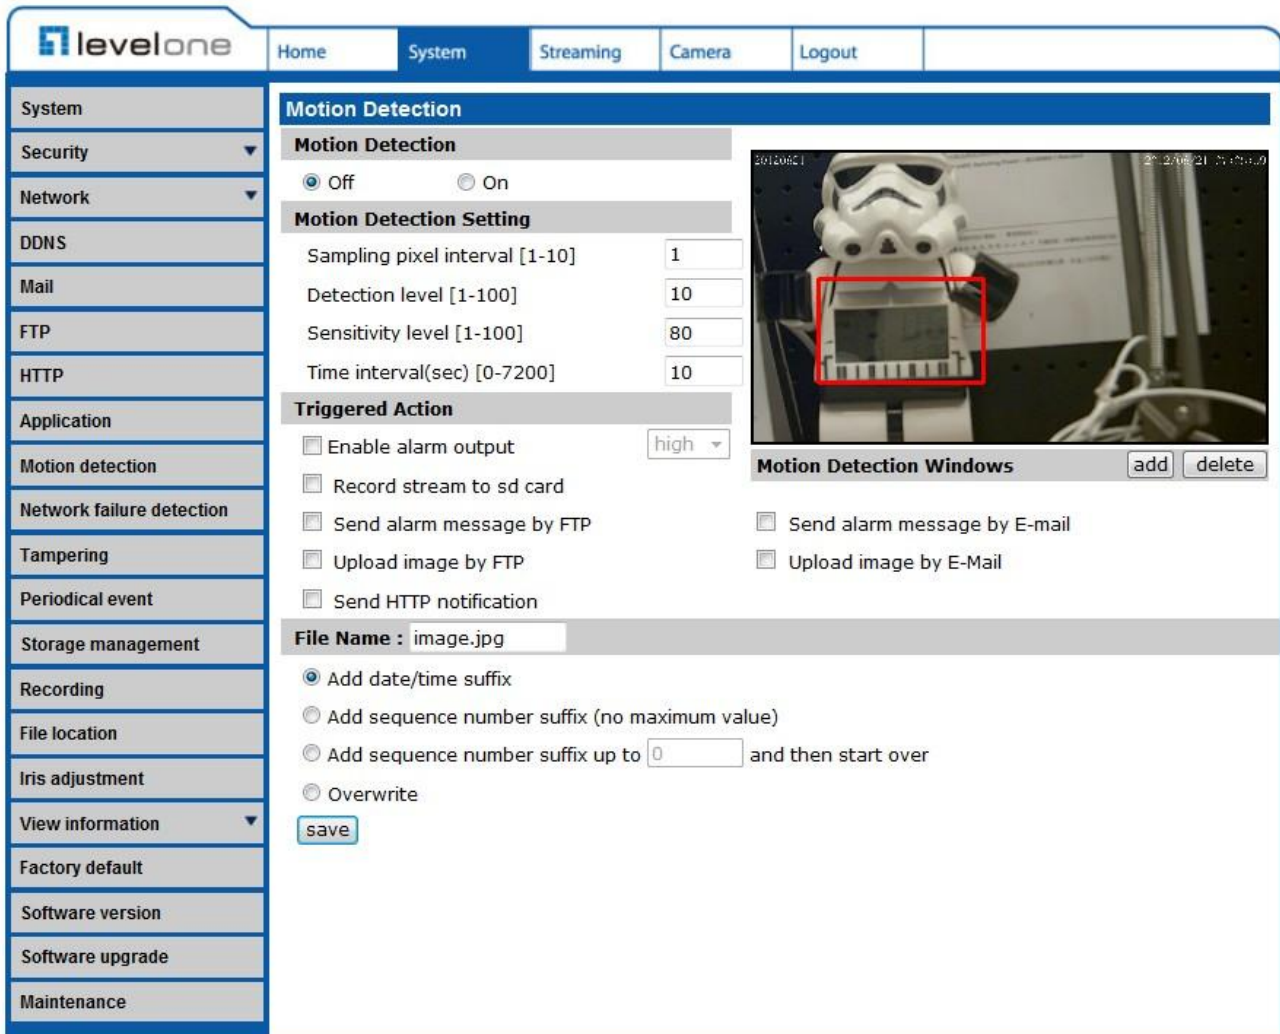 levelone
Home System Streaming Camera Logout
System
Security
Network
DDNS
Mail
FTP
HTTP
Application
Motion detection
Network failure detection
Tampering
Periodical event
Storage management
Recording
File location
Iris adjustment
View information
Factory default
Software version
Software upgrade
Maintenance
Motion Detection
Motion Detection
Off On
Motion Detection Setting
Sampling pixel interval [1-10] 1
Detection level [1-100] 10
Sensitivity level [1-100] 80
Time interval(sec) [0-7200] 10
Triggered Action
Enable alarm output high
Record stream to sd card
Send alarm message by FTP
Upload image by FTP
Send HTTP notification
20120621
Motion Detection Windows add delete
Send alarm message by E-mail
Upload image by E-Mail
File Name : image.jpg
Add date/time suffix
Add sequence number suffix (no maximum value)
Add sequence number suffix up to 0 and then start over
Overwrite
save